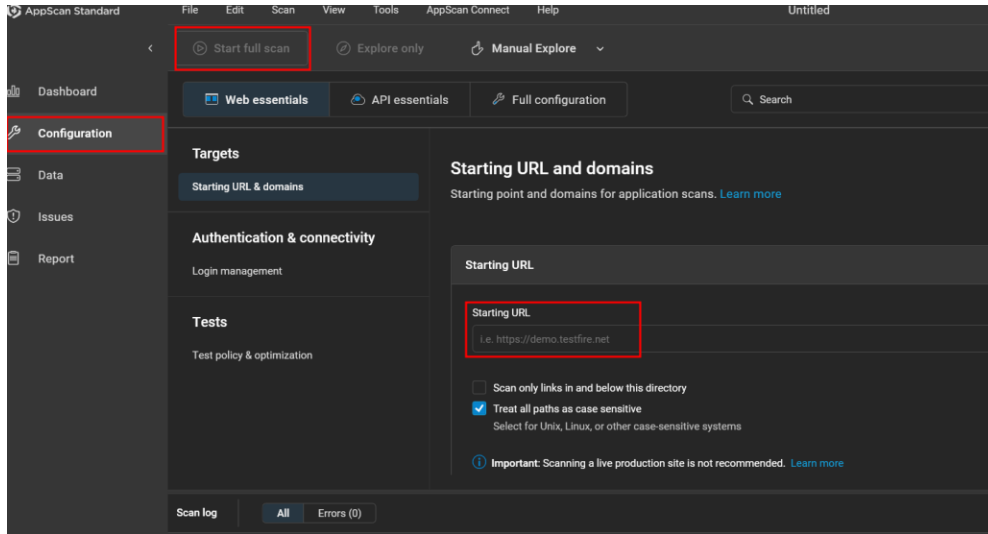 AppScan Standard
File Edit Scan View Tools AppScan Connect Help Untitled
Start full scan
Explore only
Manual Explore
Dashboard
Configuration
Data
Issues
Report
Web essentials
API essentials
Full configuration
Search
Targets
Starting URL & domains
Authentication & connectivity
Login management
Tests
Test policy & optimization
Starting URL and domains
Starting point and domains for application scans. Learn more
Starting URL
Starting URL
i.e. https://demo.testfire.net
Scan only links in and below this directory
Treat all paths as case sensitive
Select for Unix, Linux, or other case-sensitive systems
Important: Scanning a live production site is not recommended. Learn more
Scan log
All
Errors (0)